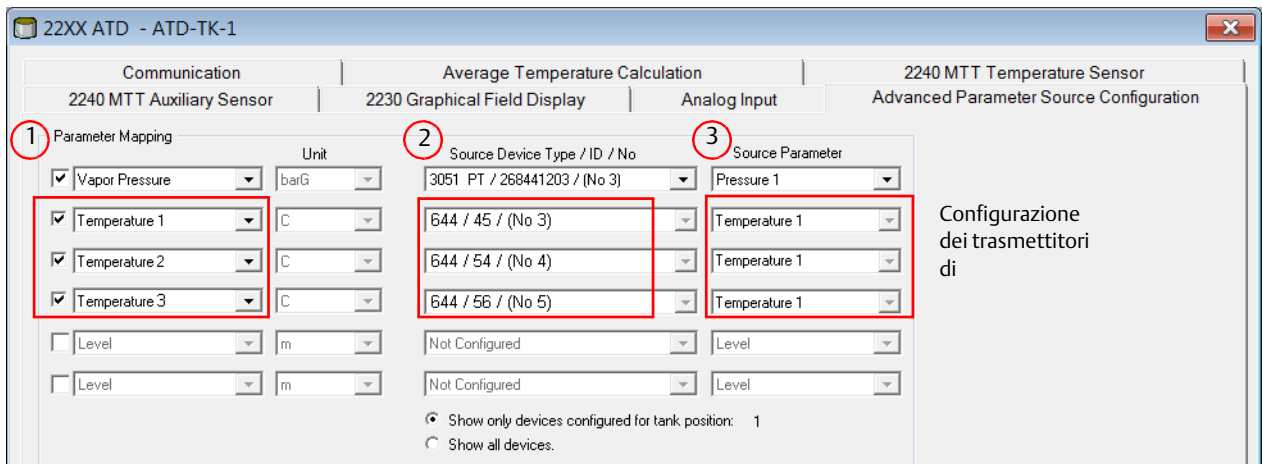 22XX ATD - ATD-TK-1
Communication Average Temperature Calculation 2240 MTT Temperature Sensor
2240 MTT Auxiliary Sensor 2230 Graphical Field Display Analog Input Advanced Parameter Source Configuration
1 Parameter Mapping 2 3
Unit Source Device Type / ID / No Source Parameter
Vapor Pressure barG 3051 PT / 268441203 / (No 3) Pressure 1
Temperature 1 C 644 / 45 / (No 3) Temperature 1
Temperature 2 C 644 / 54 / (No 4) Temperature 1
Temperature 3 C 644 / 56 / (No 5) Temperature 1
Level m Not Configured Level
Level m Not Configured Level
Show only devices configured for tank position: 1
Show all devices.
Configurazione
dei trasmettitori
di